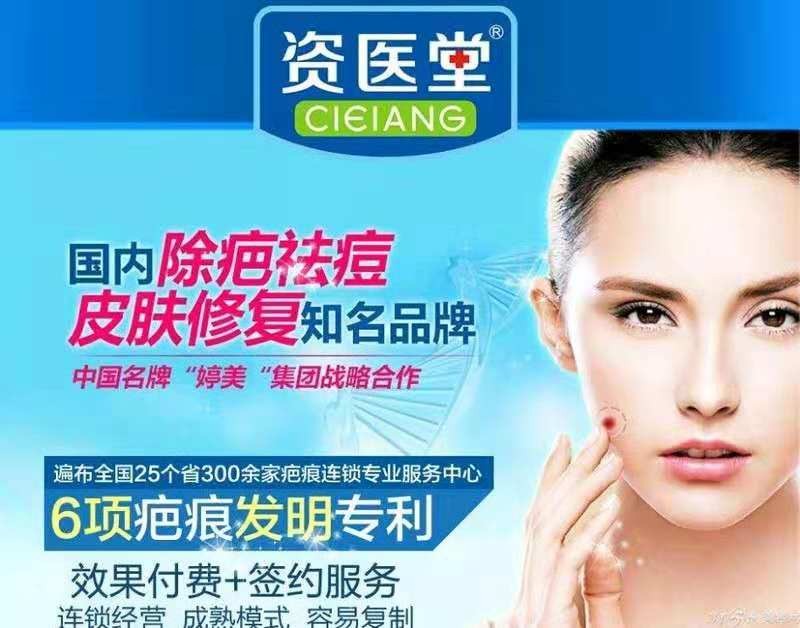 资医堂®
CIEIANG
国内除疤祛痘
皮肤修复知名品牌
中国名牌“婷美“集团战略合作
遍布全国25个省300余家疤痕连锁专业服务中心
6项疤痕发明专利
效果付费+签约服务
连锁经营 成熟模式 容易复制